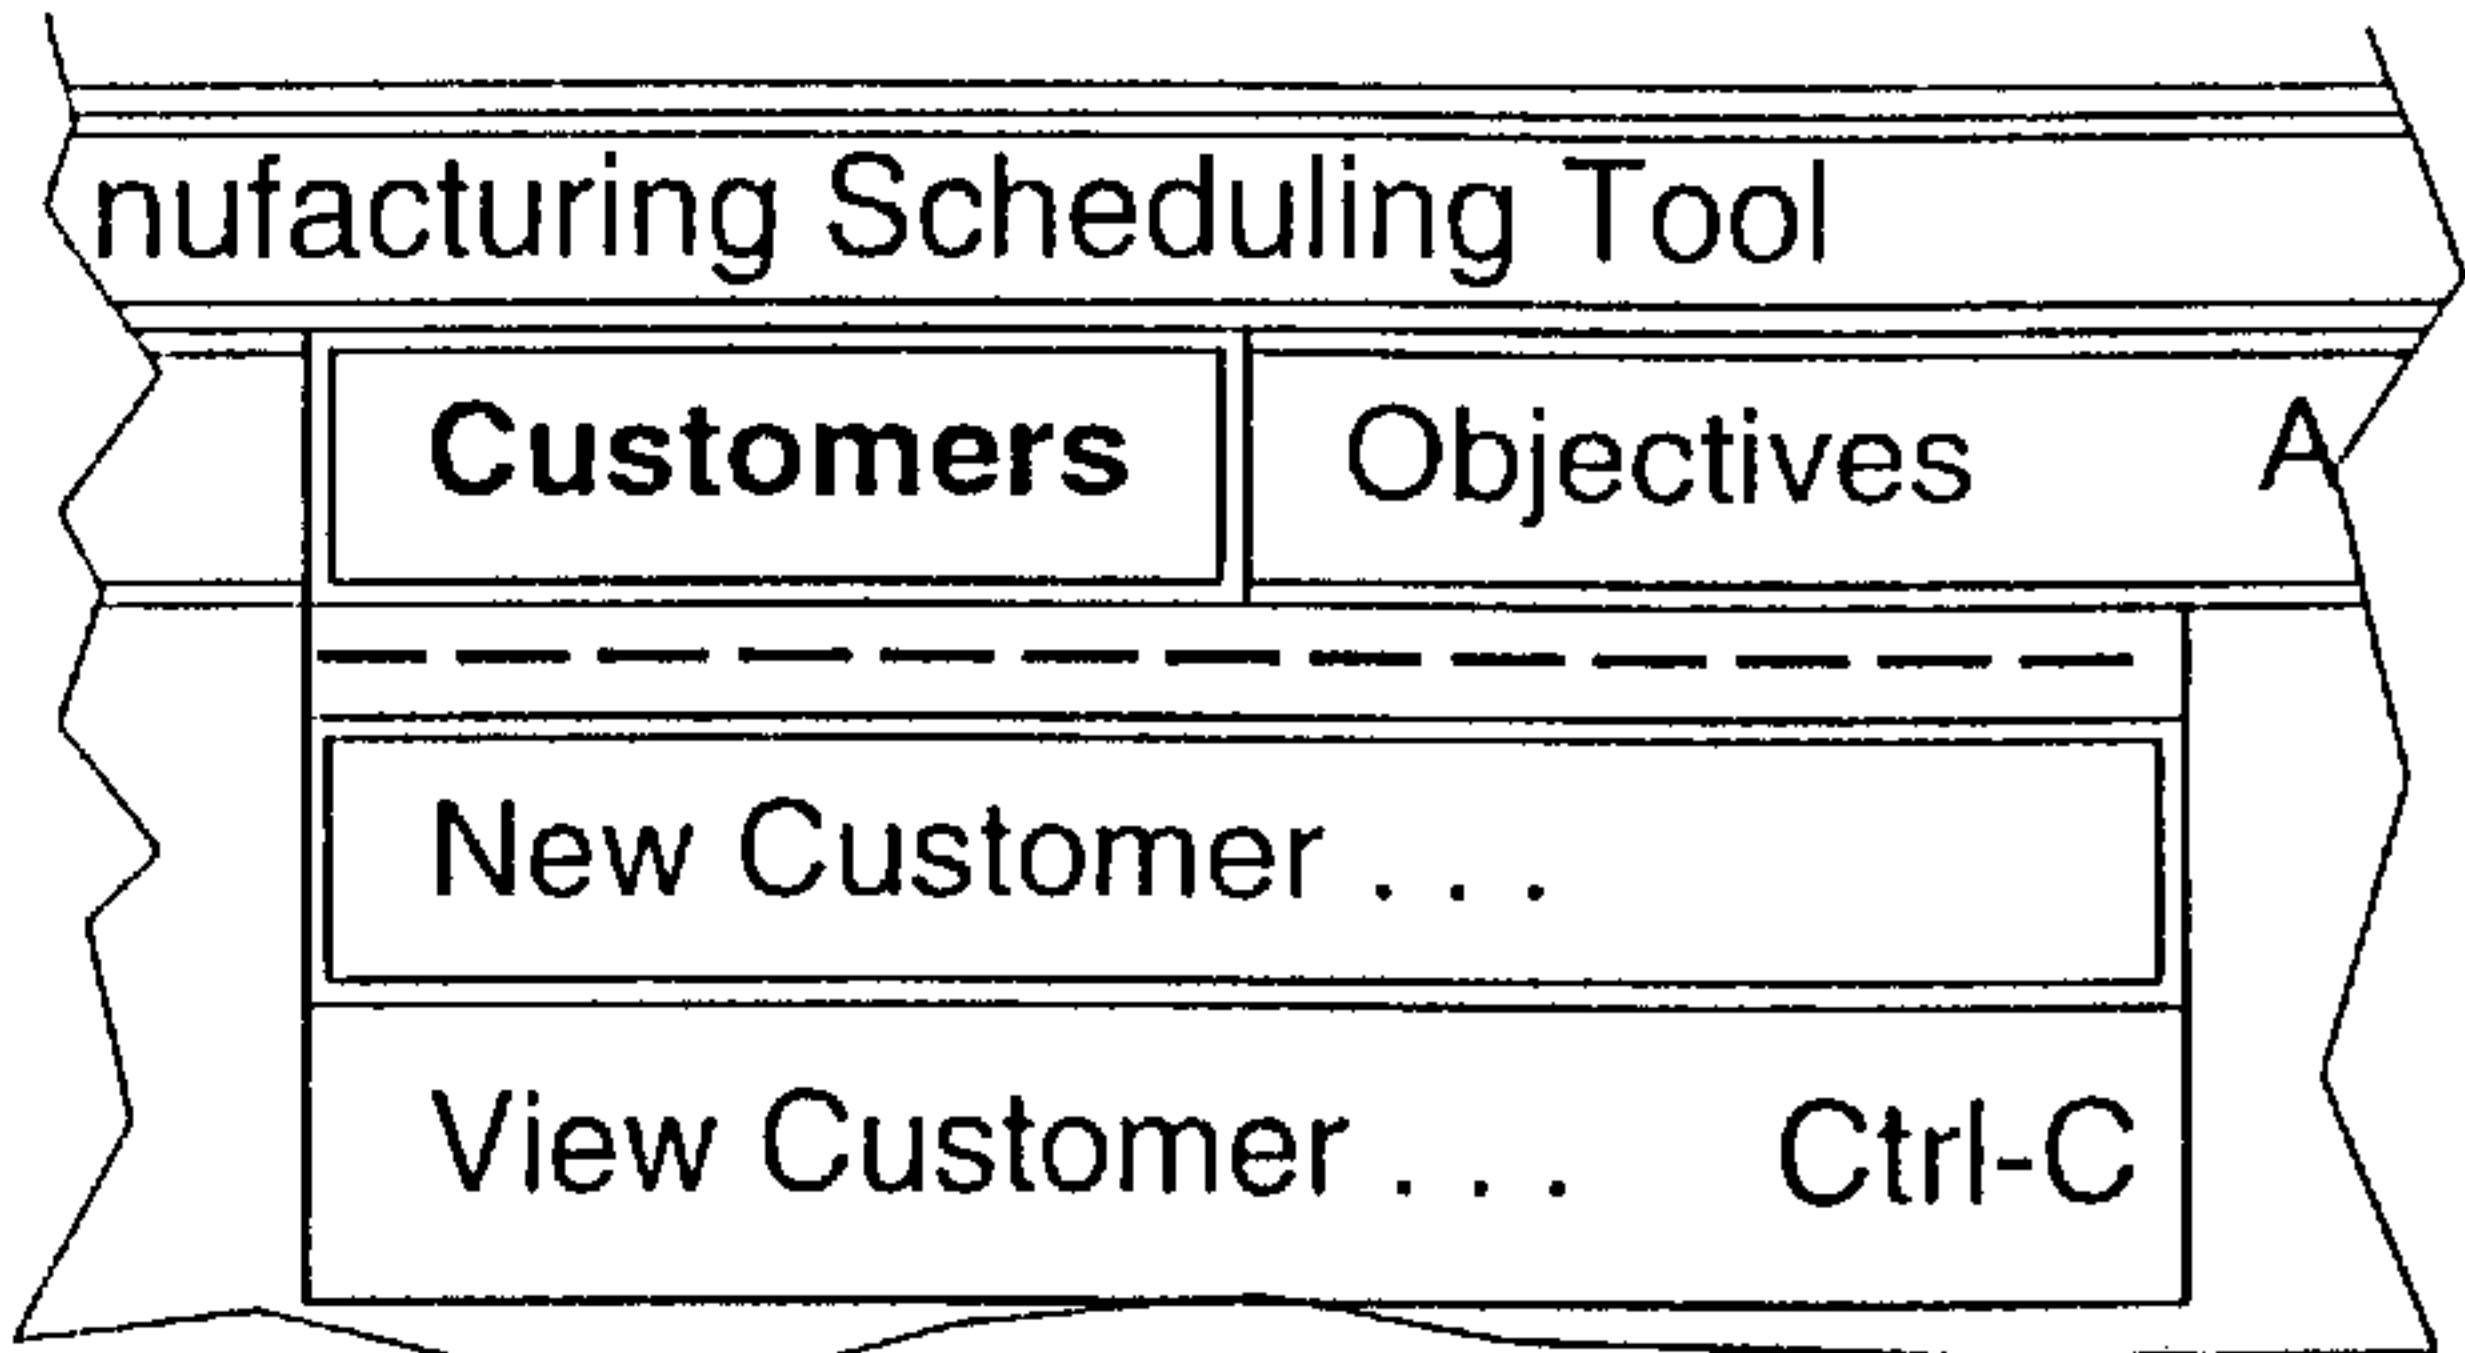 nufacturing Scheduling Tool
Customers Objectives A
New Customer . . .
View Customer . . . Ctrl-C